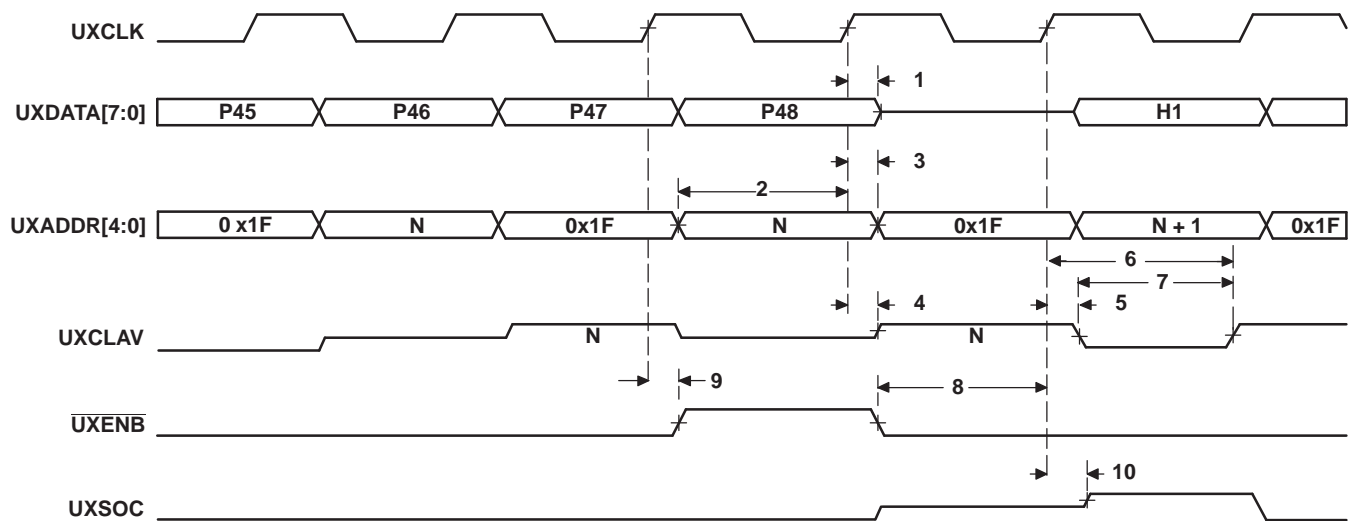 UXCLK
1
UXDATA[7:0] P45 P46 P47 P48 H1
3
2
UXADDR[4:0] 0 x1F N 0x1F N 0x1F N + 1 0x1F
6
7
4 5
UXCLAV N N
9 8
UXENB
10
UXSOC